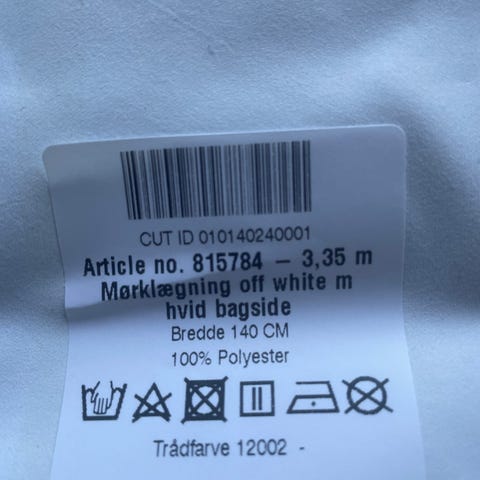 CUT ID 010140240001
Article no. 815784 – 3,35 m
Mørklægning off white m
hvid bagside
Bredde 140 CM
100% Polyester
Trådfarve 12002 -